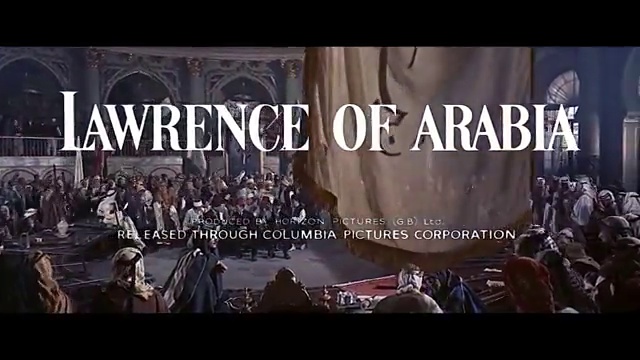 LAWRENCE OF ARABIA
PRODUCED BY HORIZON PICTURES (G.B) LTD.
RELEASED THROUGH COLUMBIA PICTURES CORPORATION